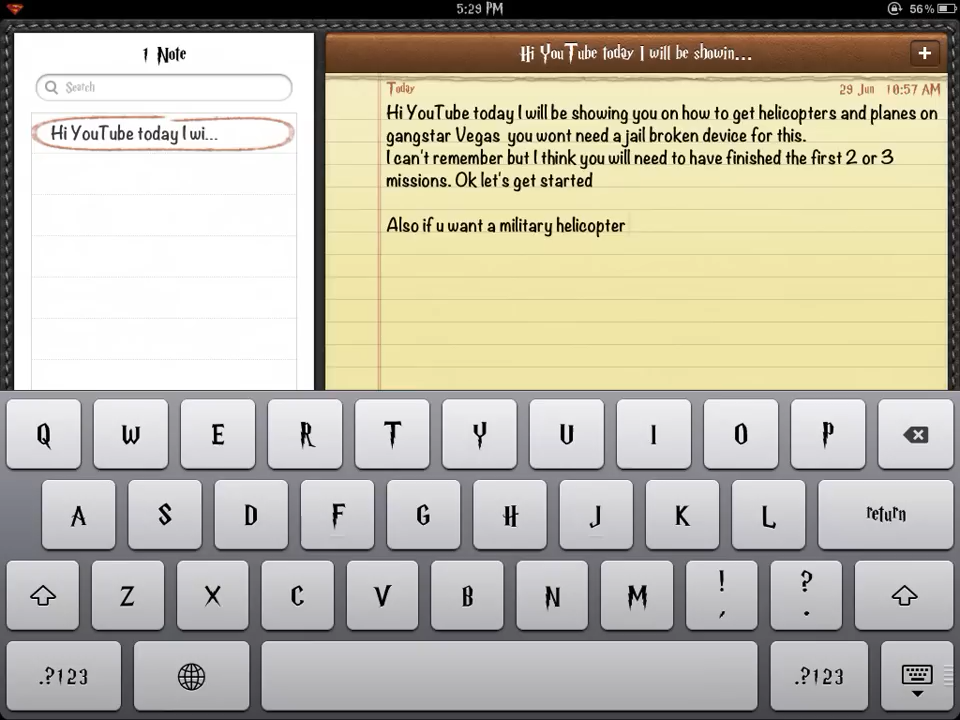 5:29 PM
56%
1 Note
Search
Hi YouTube today I wi...
Hi YouTube today I will be showin...
+
Today
29 Jun 10:57 AM
Hi YouTube today I will be showing you on how to get helicopters and planes on
gangstar Vegas you wont need a jail broken device for this.
I can't remember but I think you will need to have finished the first 2 or 3
missions. Ok let's get started
Also if u want a military helicopter
Q W E R T Y U I O P
A S D F G H J K L return
Z X C V B N M ! , ? .
.?123 .?123